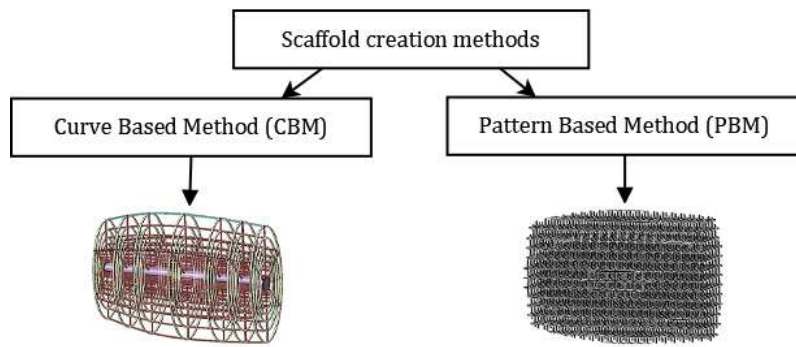 Scaffold creation methods
Curve Based Method (CBM)
Pattern Based Method (PBM)